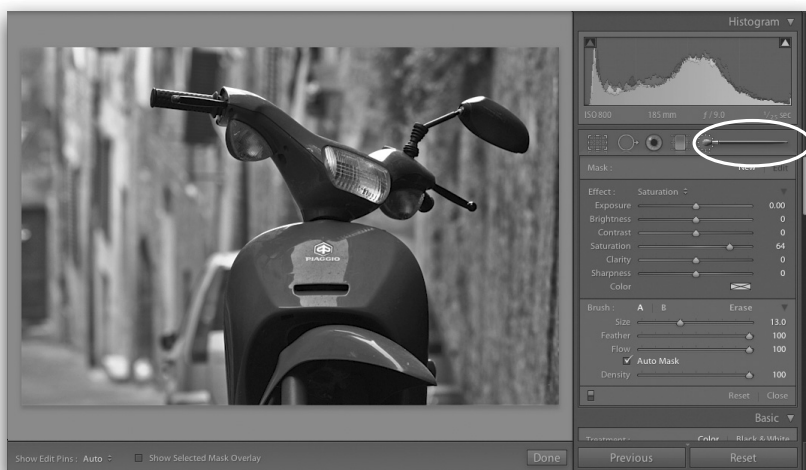 Histogram
ISO 800 185 mm f / 9.0 sec
Mask : New Edit
Effect : Saturation
Exposure 0.00
Brightness 0
Contrast 0
Saturation 64
Clarity 0
Sharpness 0
Color
Brush : A B Erase
Size 13.0
Feather 100
Flow 100
Auto Mask
Density 100
Reset Close
Basic
Treatment : Color Black & White
PIAGGIO
Show Edit Pins : Auto Show Selected Mask Overlay Done
Previous Reset